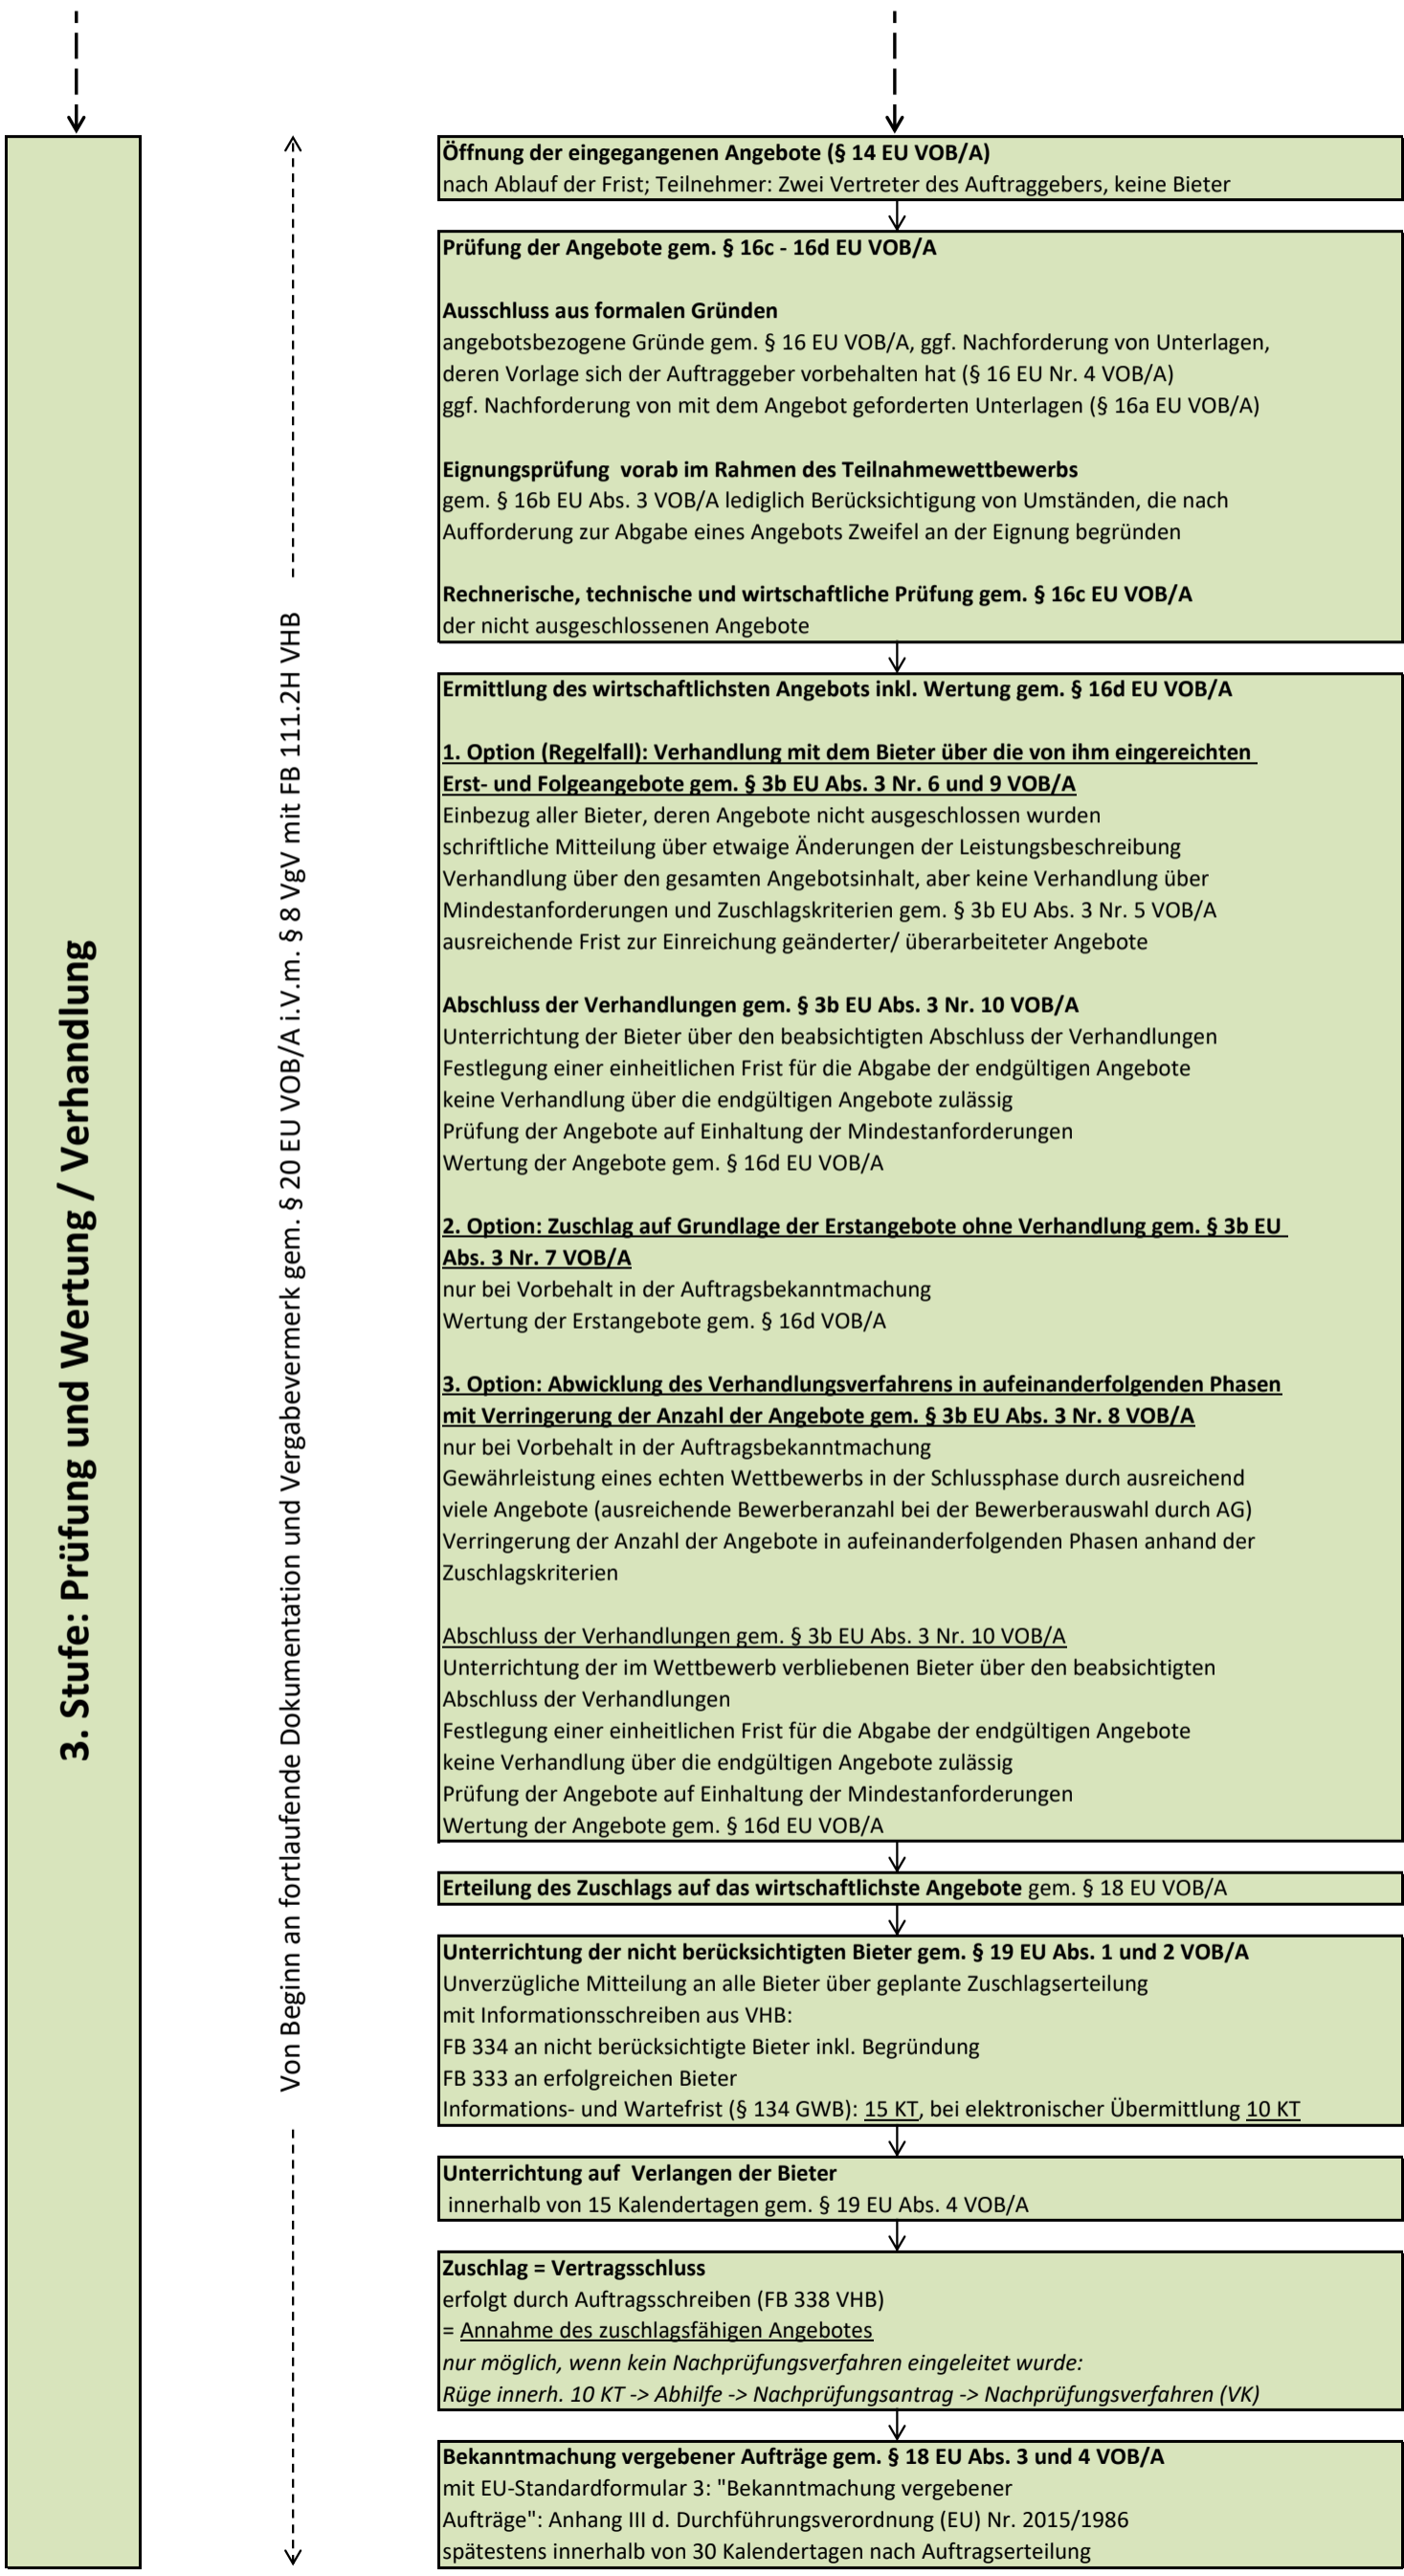 3. Stufe: Prüfung und Wertung / Verhandlung
Von Beginn an fortlaufende Dokumentation und Vergabevermerk gem. § 20 EU VOB/A i.V.m. § 8 VgV mit FB 111.2H VHB
Öffnung der eingegangenen Angebote (§ 14 EU VOB/A)
nach Ablauf der Frist; Teilnehmer: Zwei Vertreter des Auftraggebers, keine Bieter
Prüfung der Angebote gem. § 16c - 16d EU VOB/A
Ausschluss aus formalen Gründen
angebotsbezogene Gründe gem. § 16 EU VOB/A, ggf. Nachforderung von Unterlagen,
deren Vorlage sich der Auftraggeber vorbehalten hat (§ 16 EU Nr. 4 VOB/A)
ggf. Nachforderung von mit dem Angebot geforderten Unterlagen (§ 16a EU VOB/A)
Eignungsprüfung  vorab im Rahmen des Teilnahmewettbewerbs
gem. § 16b EU Abs. 3 VOB/A lediglich Berücksichtigung von Umständen, die nach
Aufforderung zur Abgabe eines Angebots Zweifel an der Eignung begründen
Rechnerische, technische und wirtschaftliche Prüfung gem. § 16c EU VOB/A
der nicht ausgeschlossenen Angebote
Ermittlung des wirtschaftlichsten Angebots inkl. Wertung gem. § 16d EU VOB/A
1. Option (Regelfall): Verhandlung mit dem Bieter über die von ihm eingereichten
Erst- und Folgeangebote gem. § 3b EU Abs. 3 Nr. 6 und 9 VOB/A
Einbezug aller Bieter, deren Angebote nicht ausgeschlossen wurden
schriftliche Mitteilung über etwaige Änderungen der Leistungsbeschreibung
Verhandlung über den gesamten Angebotsinhalt, aber keine Verhandlung über
Mindestanforderungen und Zuschlagskriterien gem. § 3b EU Abs. 3 Nr. 5 VOB/A
ausreichende Frist zur Einreichung geänderter/ überarbeiteter Angebote
Abschluss der Verhandlungen gem. § 3b EU Abs. 3 Nr. 10 VOB/A
Unterrichtung der Bieter über den beabsichtigten Abschluss der Verhandlungen
Festlegung einer einheitlichen Frist für die Abgabe der endgültigen Angebote
keine Verhandlung über die endgültigen Angebote zulässig
Prüfung der Angebote auf Einhaltung der Mindestanforderungen
Wertung der Angebote gem. § 16d EU VOB/A
2. Option: Zuschlag auf Grundlage der Erstangebote ohne Verhandlung gem. § 3b EU
Abs. 3 Nr. 7 VOB/A
nur bei Vorbehalt in der Auftragsbekanntmachung
Wertung der Erstangebote gem. § 16d VOB/A
3. Option: Abwicklung des Verhandlungsverfahrens in aufeinanderfolgenden Phasen
mit Verringerung der Anzahl der Angebote gem. § 3b EU Abs. 3 Nr. 8 VOB/A
nur bei Vorbehalt in der Auftragsbekanntmachung
Gewährleistung eines echten Wettbewerbs in der Schlussphase durch ausreichend
viele Angebote (ausreichende Bewerberanzahl bei der Bewerberauswahl durch AG)
Verringerung der Anzahl der Angebote in aufeinanderfolgenden Phasen anhand der
Zuschlagskriterien
Abschluss der Verhandlungen gem. § 3b EU Abs. 3 Nr. 10 VOB/A
Unterrichtung der im Wettbewerb verbliebenen Bieter über den beabsichtigten
Abschluss der Verhandlungen
Festlegung einer einheitlichen Frist für die Abgabe der endgültigen Angebote
keine Verhandlung über die endgültigen Angebote zulässig
Prüfung der Angebote auf Einhaltung der Mindestanforderungen
Wertung der Angebote gem. § 16d EU VOB/A
Erteilung des Zuschlags auf das wirtschaftlichste Angebote gem. § 18 EU VOB/A
Unterrichtung der nicht berücksichtigten Bieter gem. § 19 EU Abs. 1 und 2 VOB/A
Unverzügliche Mitteilung an alle Bieter über geplante Zuschlagserteilung
mit Informationsschreiben aus VHB:
FB 334 an nicht berücksichtigte Bieter inkl. Begründung
FB 333 an erfolgreichen Bieter
Informations- und Wartefrist (§ 134 GWB): 15 KT, bei elektronischer Übermittlung 10 KT
Unterrichtung auf  Verlangen der Bieter
innerhalb von 15 Kalendertagen gem. § 19 EU Abs. 4 VOB/A
Zuschlag = Vertragsschluss
erfolgt durch Auftragsschreiben (FB 338 VHB)
= Annahme des zuschlagsfähigen Angebotes
nur möglich, wenn kein Nachprüfungsverfahren eingeleitet wurde:
Rüge innerh. 10 KT -> Abhilfe -> Nachprüfungsantrag -> Nachprüfungsverfahren (VK)
Bekanntmachung vergebener Aufträge gem. § 18 EU Abs. 3 und 4 VOB/A
mit EU-Standardformular 3: "Bekanntmachung vergebener
Aufträge": Anhang III d. Durchführungsverordnung (EU) Nr. 2015/1986
spätestens innerhalb von 30 Kalendertagen nach Auftragserteilung